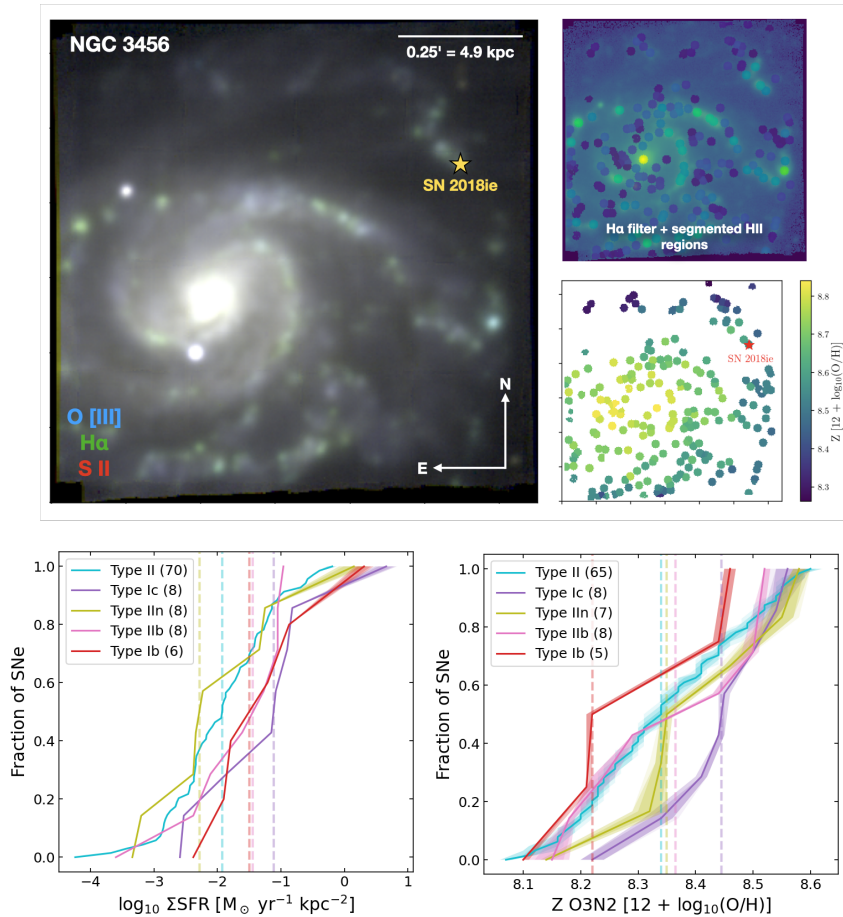 NGC 3456
0.25' = 4.9 kpc
SN 2018ie
O [III]
Hα
S II
N
E
Hα filter + segmented HII
regions
SN 2018ie
8.8
8.7
8.6
8.5
8.4
8.3
Z [12 + log₁₀(O/H)]
Type II (70)
Type Ic (8)
Type IIn (8)
Type IIb (8)
Type Ib (6)
1.0
0.8
0.6
0.4
0.2
0.0
Fraction of SNe
−4
−3
−2
−1
0
1
log₁₀ ΣSFR [M⊙ yr⁻¹ kpc⁻²]
Type II (65)
Type Ic (8)
Type IIn (7)
Type IIb (8)
Type Ib (5)
1.0
0.8
0.6
0.4
0.2
0.0
Fraction of SNe
8.1
8.2
8.3
8.4
8.5
8.6
Z O3N2 [12 + log₁₀(O/H)]